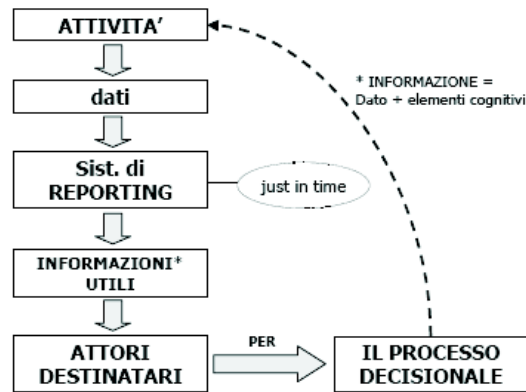 ATTIVITA’
* INFORMAZIONE =
Dato + elementi cognitivi
dati
Sist. di
REPORTING
just in time
INFORMAZIONI*
UTILI
ATTORI
DESTINATARI
PER
IL PROCESSO
DECISIONALE